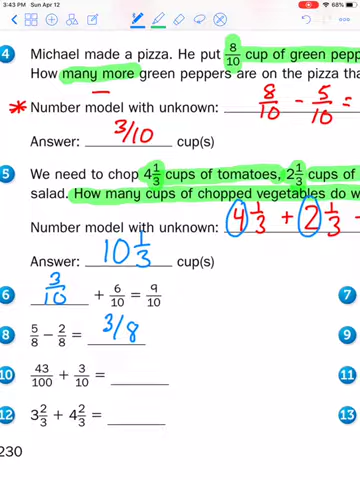 3:43 PM Sun Apr 12
68%
4 Michael made a pizza. He put 8/10 cup of green pepp
How many more green peppers are on the pizza tha
* Number model with unknown: 8/10 - 5/10 =
Answer: 3/10 cup(s)
5 We need to chop 4 1/3 cups of tomatoes, 2 1/3 cups of
salad. How many cups of chopped vegetables do w
Number model with unknown: 4 1/3 + 2 1/3 +
Answer: 10 1/3 cup(s)
6 3/10 + 6/10 = 9/10 7
8 5/8 - 2/8 = 3/8 9
10 43/100 + 3/10 = 11
12 3 2/3 + 4 2/3 = 13
230